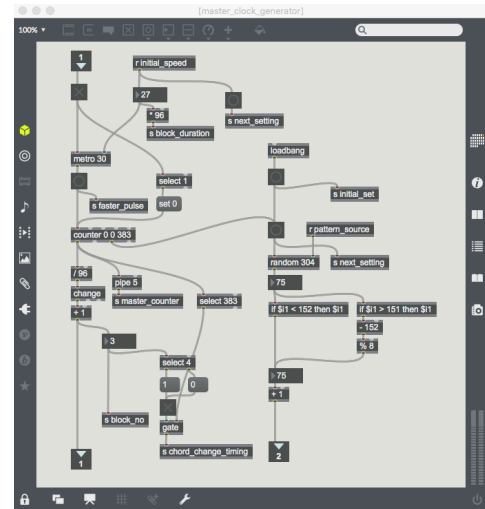 [master_clock_generator]
100% ▼
1
r initial_speed
27
* 96
s next_setting
s block_duration
loadbang
metro 30
select 1
s initial_set
s faster_pulse
set 0
r pattern_source
counter 0 0 383
random 304
s next_setting
/ 96
pipe 5
75
change
s master_counter
select 383
+ 1
if $i1 < 152 then $i1
if $i1 > 151 then $i1
- 152
3
% 8
select 4
75
1
0
+ 1
s block_no
gate
s chord_change_timing
1
2